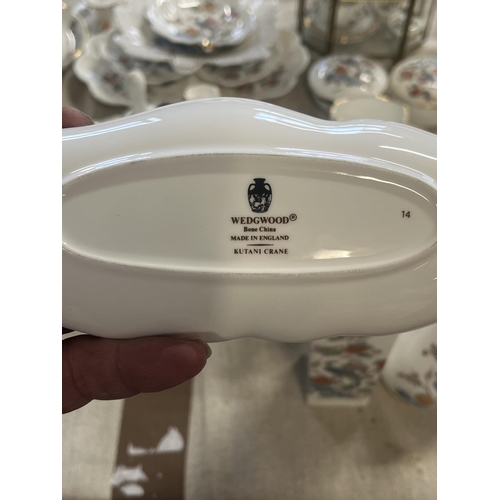 WEDGWOOD®
Bone China
MADE IN ENGLAND
KUTANI CRANE
14